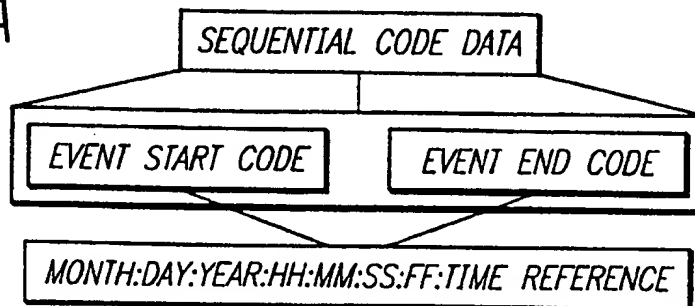 SEQUENTIAL CODE DATA
EVENT START CODE
EVENT END CODE
MONTH:DAY:YEAR:HH:MM:SS:FF:TIME REFERENCE